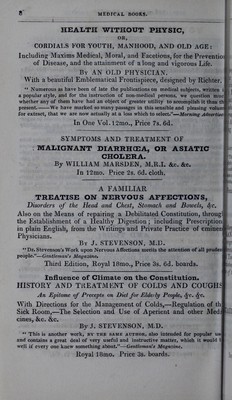 8 MEDICAL BOOKS.
HEALTH WITHOUT PHYSIC,
OR,
CORDIALS FOR YOUTH, MANHOOD, AND OLD AGE:
Including Maxims Medical, Moral, and Facetious, for the Prevention
of Disease, and the attainment of a long and vigorous Life.
By AN OLD PHYSICIAN.
With a beautiful Emblematical Frontispiece, designed by Richter.
" Numerous as have been of late the publications on medical subjects, written
a popular style, and for the instruction of non-medical persons, we question
whether any of them have had an object of greater utility to accomplish than the
present.—We have marked so many passages in this sensible and pleasing volume
for extract, that we are now actually at a loss which to select."—Morning Advertiser
In One Vol. 12mo., Price 7s. 6d.
SYMPTOMS AND TREATMENT OF
MALIGNANT DIARRHŒA, OR ASIATIC
CHOLERA.
By WILLIAM MARSDEN, M.R.I. &c. &c.
In 12mo. Price 2s. 6d. cloth.
A FAMILIAR
TREATISE ON NERVOUS AFFECTIONS,
Disorders of the Head and Chest, Stomach and Bowels, &c.
Also on the Means of repairing a Debilitated Constitution, through
the Establishment of a Healthy Digestion; including Prescriptions
in plain English, from the Writings and Private Practice of eminent
Physicians.
By J. STEVENSON, M.D.
"Dr. Stevenson's Work upon Nervous Affections merits the attention of all prudent
people."—Gentleman's Magazine.
Third Edition, Royal 18mo., Price 3s. 6d. boards.
Influence of Climate on the Constitution.
HISTORY AND TREATMENT OF COLDS AND COUGHS
An Epitome of Precepts on Diet for Elderly People, &c. &c.
With Directions for the Management of Colds,—Regulation of the
Sick Room,—The Selection and Use of Aperient and other Medi
cines, &c. &c.
By J. STEVENSON, M.D.
" This is another work, BY THE SAME AUTHOR, also intended for popular use
and contains a great deal of very useful and instructive matter, which it would
well if every one knew something about."—Gentleman's Magazine.
Royal 18mo. Price 3s. boards.